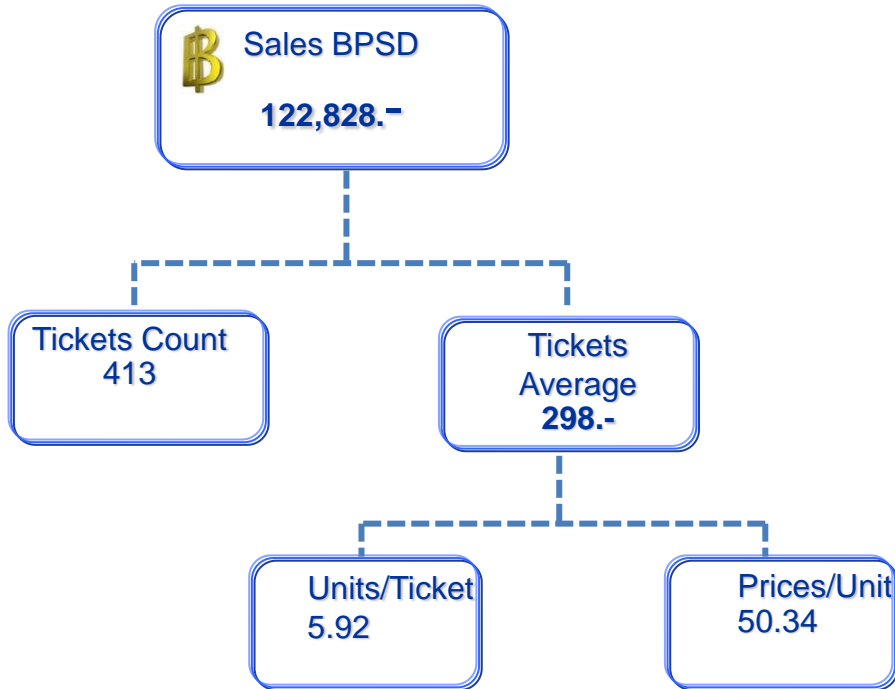 Sales BPSD
122,828.-
Tickets Count
413
Tickets
Average
298.-
Units/Ticket
5.92
Prices/Unit
50.34